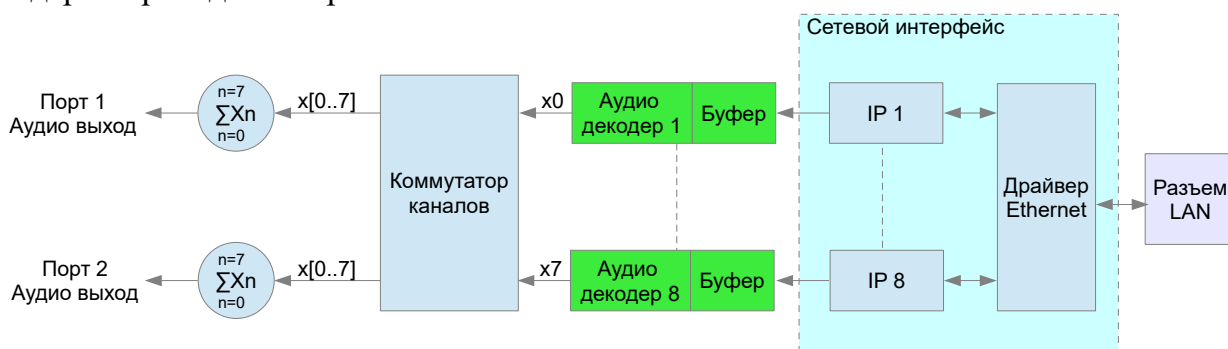 Сетевой интерфейс
Порт 1
Аудио выход
n=7
∑Xn
n=0
x[0..7]
Коммутатор
каналов
x0
Аудио
декодер 1
Буфер
IP 1
Драйвер
Ethernet
Разъем
LAN
Порт 2
Аудио выход
n=7
∑Xn
n=0
x[0..7]
x7
Аудио
декодер 8
Буфер
IP 8